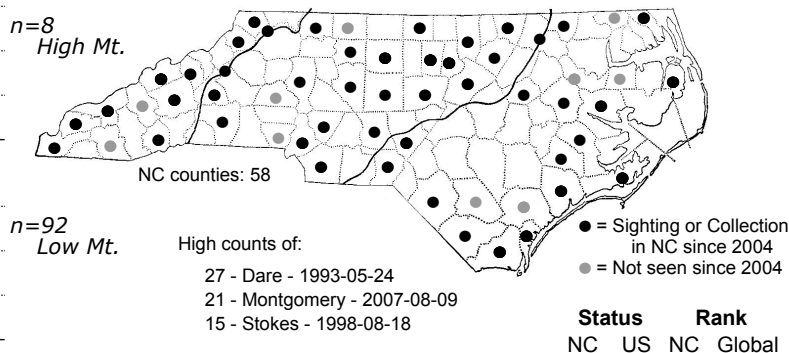 n=8
High Mt.
NC counties: 58
n=92
Low Mt.
High counts of:
27 - Dare - 1993-05-24
21 - Montgomery - 2007-08-09
15 - Stokes - 1998-08-18
= Sighting or Collection
in NC since 2004
= Not seen since 2004
Status Rank
NC US NC Global